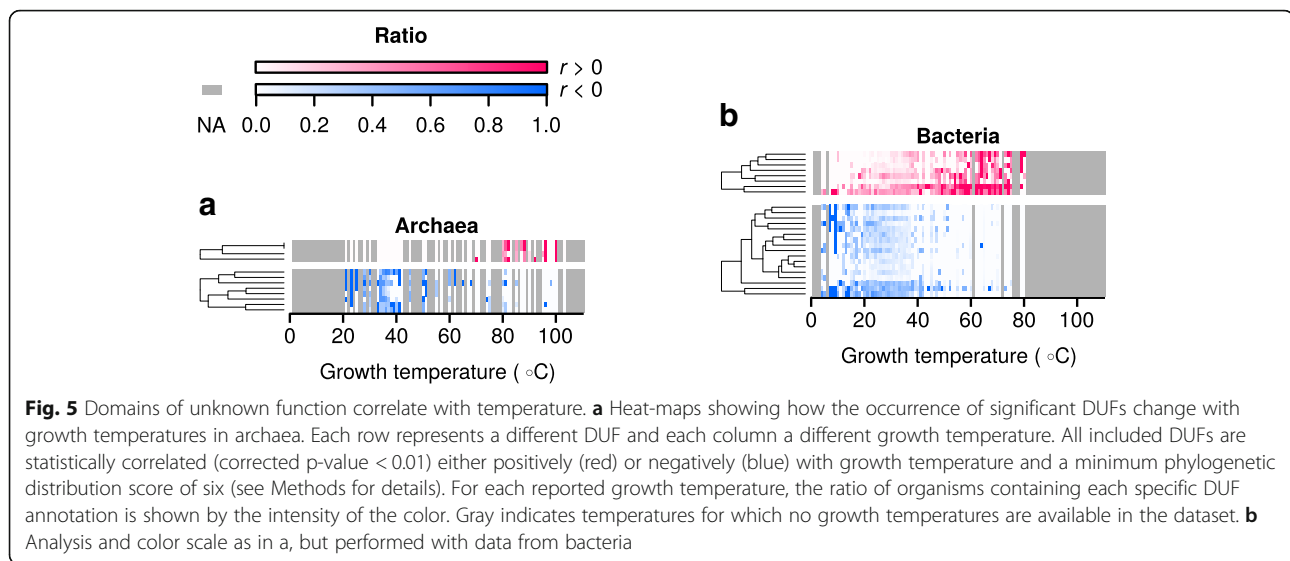 Ratio
r > 0
r < 0
NA 0.0 0.2 0.4 0.6 0.8 1.0
a
Archaea
0 20 40 60 80 100
Growth temperature ( °C)
b
Bacteria
0 20 40 60 80 100
Growth temperature ( °C)
Fig. 5 Domains of unknown function correlate with temperature. a Heat-maps showing how the occurrence of significant DUFs change with
growth temperatures in archaea. Each row represents a different DUF and each column a different growth temperature. All included DUFs are
statistically correlated (corrected p-value < 0.01) either positively (red) or negatively (blue) with growth temperature and a minimum phylogenetic
distribution score of six (see Methods for details). For each reported growth temperature, the ratio of organisms containing each specific DUF
annotation is shown by the intensity of the color. Gray indicates temperatures for which no growth temperatures are available in the dataset. b
Analysis and color scale as in a, but performed with data from bacteria